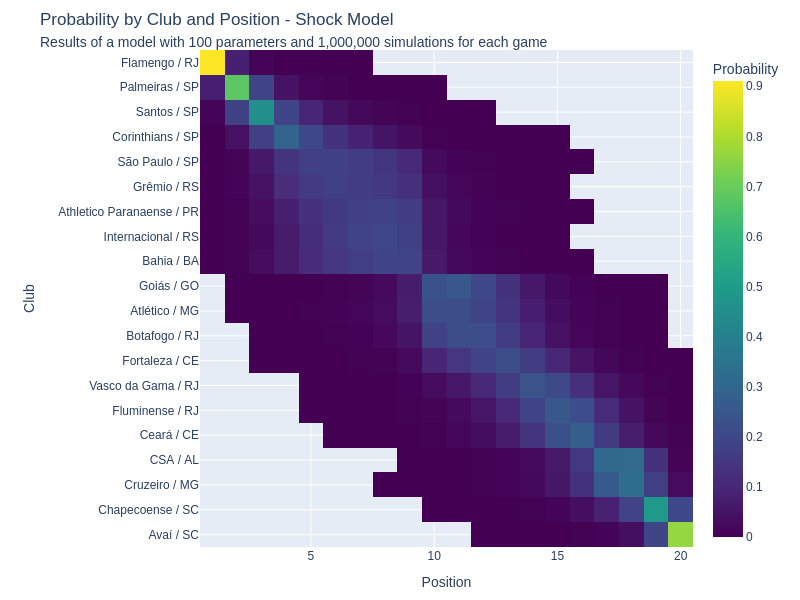 Probability by Club and Position - Shock Model
Results of a model with 100 parameters and 1,000,000 simulations for each game
Flamengo / RJ
Palmeiras / SP
Santos / SP
Corinthians / SP
São Paulo / SP
Grêmio / RS
Athletico Paranaense / PR
Internacional / RS
Bahia / BA
Goiás / GO
Atlético / MG
Botafogo / RJ
Fortaleza / CE
Vasco da Gama / RJ
Fluminense / RJ
Ceará / CE
CSA / AL
Cruzeiro / MG
Chapecoense / SC
Avaí / SC
Club
5
10
15
20
Position
Probability
0.9
0.8
0.7
0.6
0.5
0.4
0.3
0.2
0.1
0